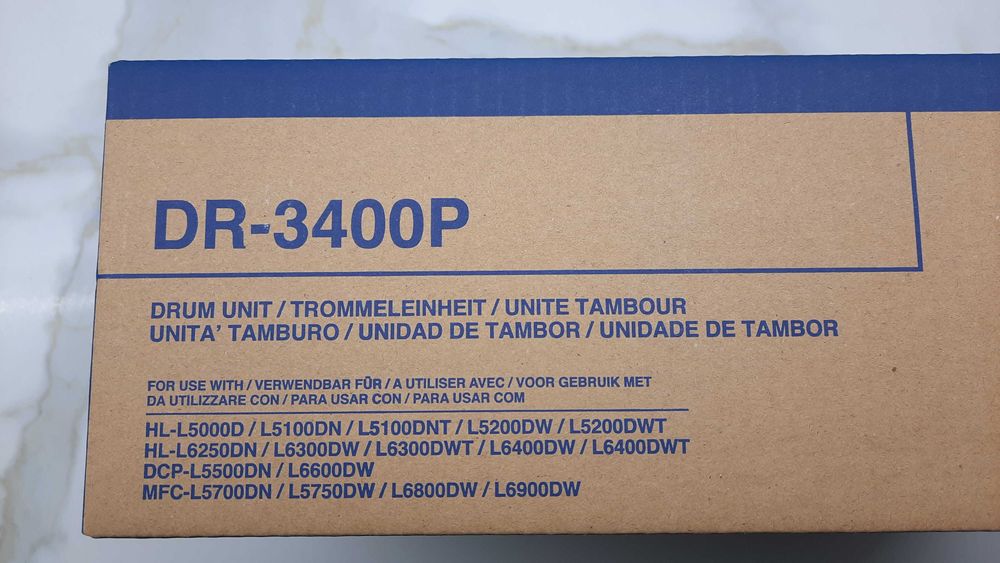 DR-3400P
DRUM UNIT / TROMMELEINHEIT / UNITE TAMBOUR
UNITA' TAMBURO / UNIDAD DE TAMBOR / UNIDADE DE TAMBOR
FOR USE WITH / VERWENDBAR FÜR / A UTILISER AVEC / VOOR GEBRUIK MET
DA UTILIZZARE CON / PARA USAR CON / PARA USAR COM
HL-L5000D / L5100DN / L5100DNT / L5200DW / L5200DWT
HL-L6250DN / L6300DW / L6300DWT / L6400DW / L6400DWT
DCP-L5500DN / L6600DW
MFC-L5700DN / L5750DW / L6800DW / L6900DW